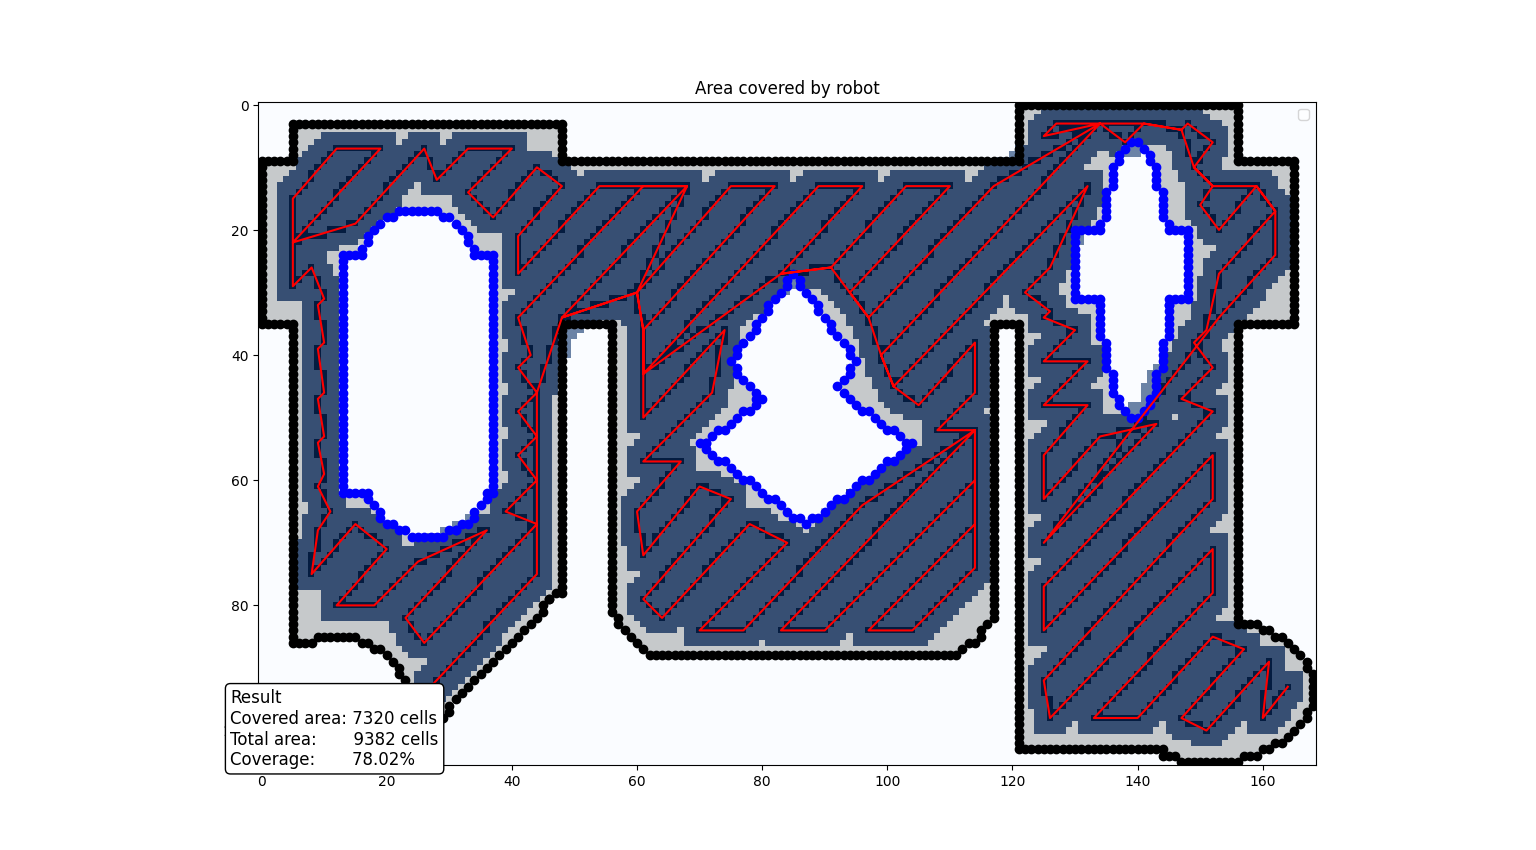 Area covered by robot
0
20
40
60
80
Result
Covered area: 7320 cells
Total area: 9382 cells
Coverage: 78.02%
0 20 40 60 80 100 120 140 160